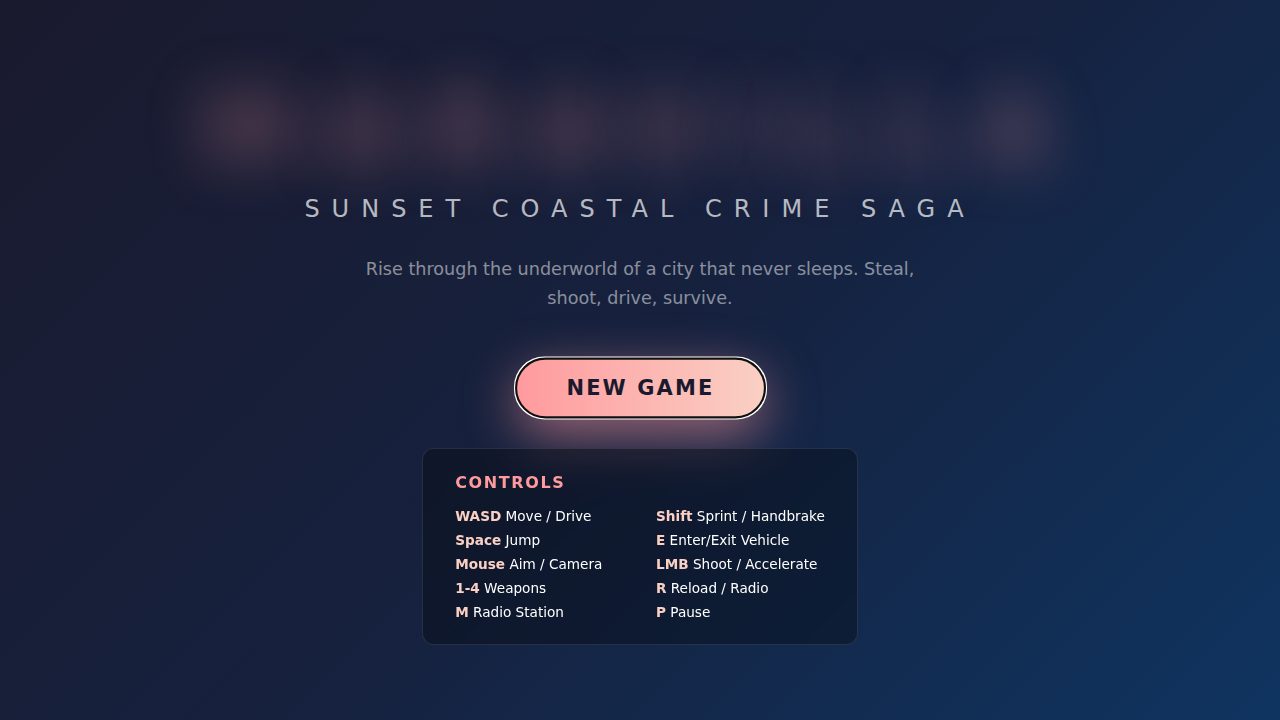 SUNSET COASTAL CRIME SAGA
Rise through the underworld of a city that never sleeps. Steal,
shoot, drive, survive.
NEW GAME
CONTROLS
WASD Move / Drive
Shift Sprint / Handbrake
Space Jump
E Enter/Exit Vehicle
Mouse Aim / Camera
LMB Shoot / Accelerate
1-4 Weapons
R Reload / Radio
M Radio Station
P Pause